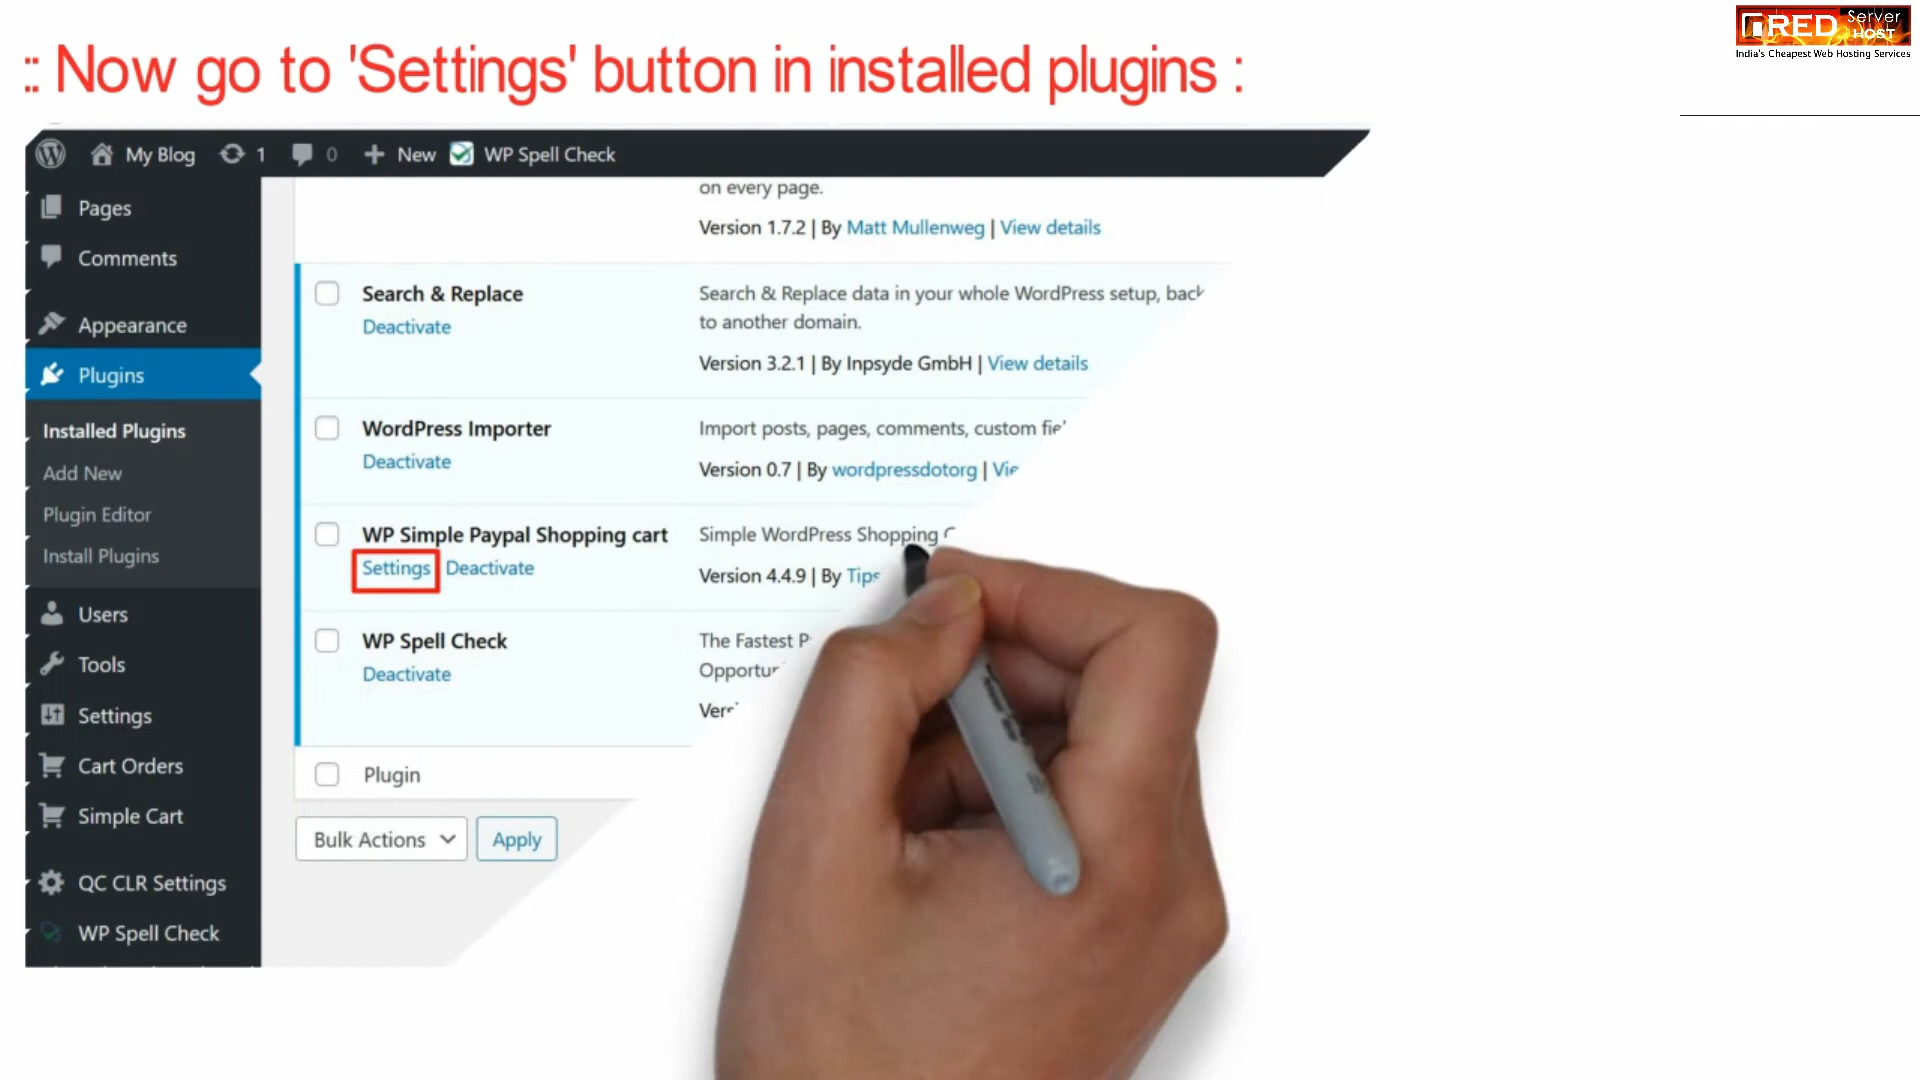 :: Now go to 'Settings' button in installed plugins :
RED Server HOST
India's Cheapest Web Hosting Services
My Blog 1 0 New WP Spell Check
Pages
Comments
Appearance
Plugins
Installed Plugins
Add New
Plugin Editor
Install Plugins
Users
Tools
Settings
Cart Orders
Simple Cart
QC CLR Settings
WP Spell Check
on every page.
Version 1.7.2 | By Matt Mullenweg | View details
Search & Replace
Deactivate
Search & Replace data in your whole WordPress setup,
to another domain.
Version 3.2.1 | By Inpsyde GmbH | View details
WordPress Importer
Deactivate
Import posts, pages, comments, custom
Version 0.7 | By wordpressdotorg |
WP Simple Paypal Shopping cart
Settings Deactivate
Simple WordPress Shopping
Version 4.4.9 | By Tips
WP Spell Check
Deactivate
The Fastest
Plugin
Bulk Actions Apply